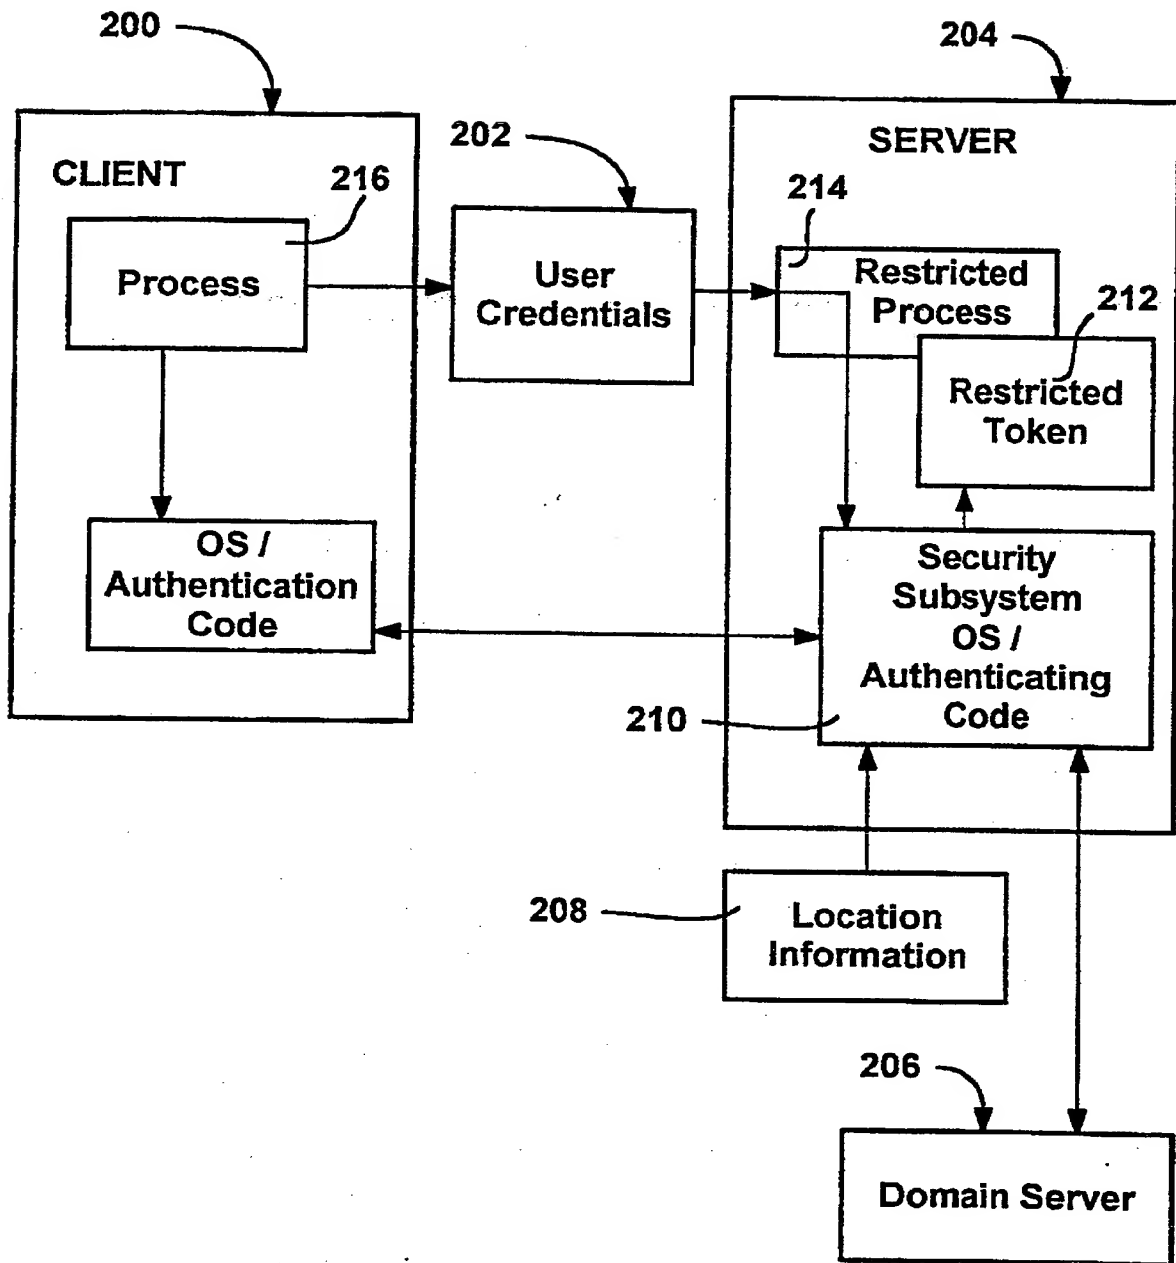 200
204
202
CLIENT
216
SERVER
214
Process
User
Credentials
Restricted
Process
212
Restricted
Token
OS /
Authentication
Code
Security
Subsystem
OS /
Authenticating
Code
210
208
Location
Information
206
Domain Server